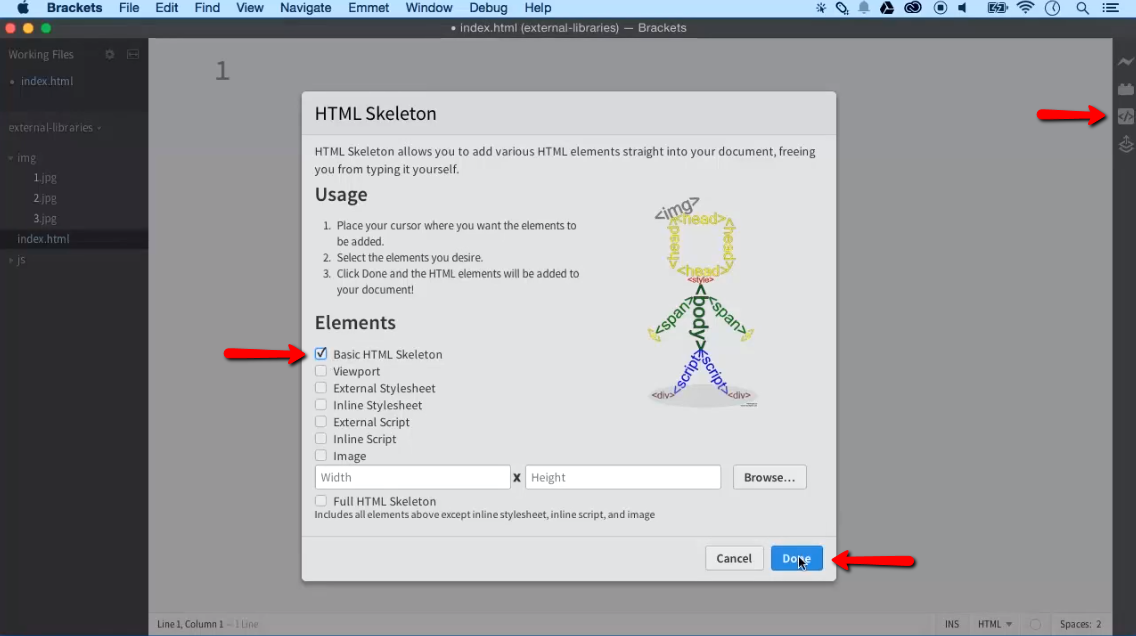 Brackets File Edit Find View Navigate Emmet Window Debug Help
• index.html (external-libraries) — Brackets
Working Files
• index.html
external-libraries
img
1.jpg
2.jpg
3.jpg
index.html
js
1
HTML Skeleton
HTML Skeleton allows you to add various HTML elements straight into your document, freeing
you from typing it yourself.
Usage
1. Place your cursor where you want the elements to
be added.
2. Select the elements you desire.
3. Click Done and the HTML elements will be added to
your document!
<img>
<head>
<head>
<head>
<head>
<style>
<body>
<span>
<span>
<script>
<script>
<div>
<div>
Elements
Basic HTML Skeleton
Viewport
External Stylesheet
Inline Stylesheet
External Script
Inline Script
Image
Width x Height Browse...
Full HTML Skeleton
Includes all elements above except inline stylesheet, inline script, and image
Cancel Done
Line 1, Column 1 — 1 Line INS HTML Spaces: 2